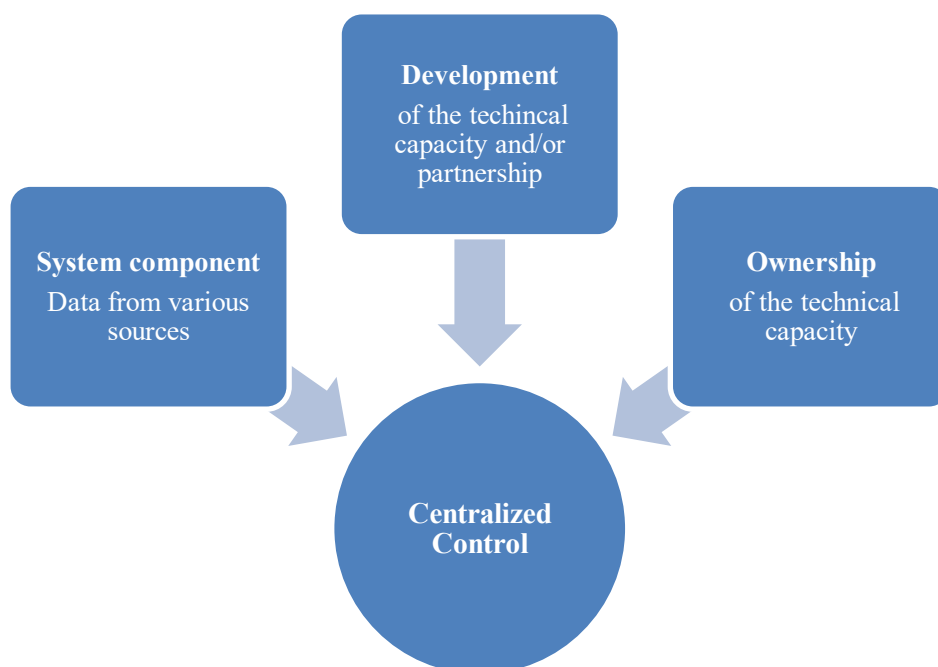 Development
of the techincal
capacity and/or
partnership
System component
Data from various
sources
Ownership
of the technical
capacity
Centralized
Control